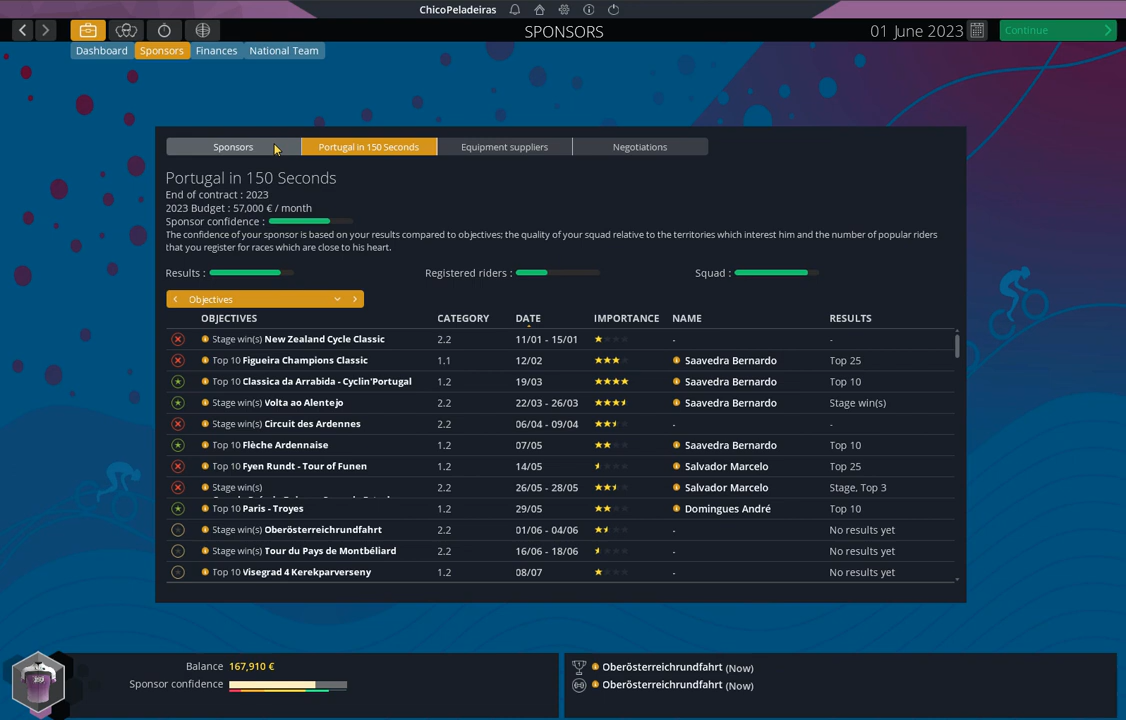 ChicoPeladeiras
SPONSORS
01 June 2023
Continue
Dashboard Sponsors Finances National Team
Sponsors Portugal in 150 Seconds Equipment suppliers Negotiations
Portugal in 150 Seconds
End of contract : 2023
2023 Budget : 57,000 € / month
Sponsor confidence :
The confidence of your sponsor is based on your results compared to objectives; the quality of your squad relative to the territories which interest him and the number of popular riders
that you register for races which are close to his heart.
Results : Registered riders : Squad :
Objectives
OBJECTIVES CATEGORY DATE IMPORTANCE NAME RESULTS
Stage win(s) New Zealand Cycle Classic 2.2 11/01 - 15/01 - -
Top 10 Figueira Champions Classic 1.1 12/02 Saavedra Bernardo Top 25
Top 10 Classica da Arrabida - Cyclin'Portugal 1.2 19/03 Saavedra Bernardo Top 10
Stage win(s) Volta ao Alentejo 2.2 22/03 - 26/03 Saavedra Bernardo Stage win(s)
Stage win(s) Circuit des Ardennes 2.2 06/04 - 09/04 - -
Top 10 Flèche Ardennaise 1.2 07/05 Saavedra Bernardo Top 10
Top 10 Fyen Rundt - Tour of Funen 1.2 14/05 Salvador Marcelo Top 25
Stage win(s) 2.2 26/05 - 28/05 Salvador Marcelo Stage, Top 3
Top 10 Paris - Troyes 1.2 29/05 Domingues André Top 10
Stage win(s) Oberösterreichrundfahrt 2.2 01/06 - 04/06 - No results yet
Stage win(s) Tour du Pays de Montbéliard 2.2 16/06 - 18/06 - No results yet
Top 10 Visegrad 4 Kerekparverseny 1.2 08/07 - No results yet
Balance 167,910 €
Sponsor confidence
Oberösterreichrundfahrt (Now)
Oberösterreichrundfahrt (Now)